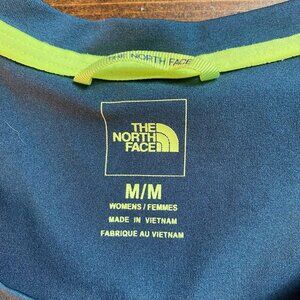 THE NORTH FACE
THE
NORTH
FACE
M/M
WOMENS / FEMMES
MADE IN VIETNAM
FABRIQUE AU VIETNAM